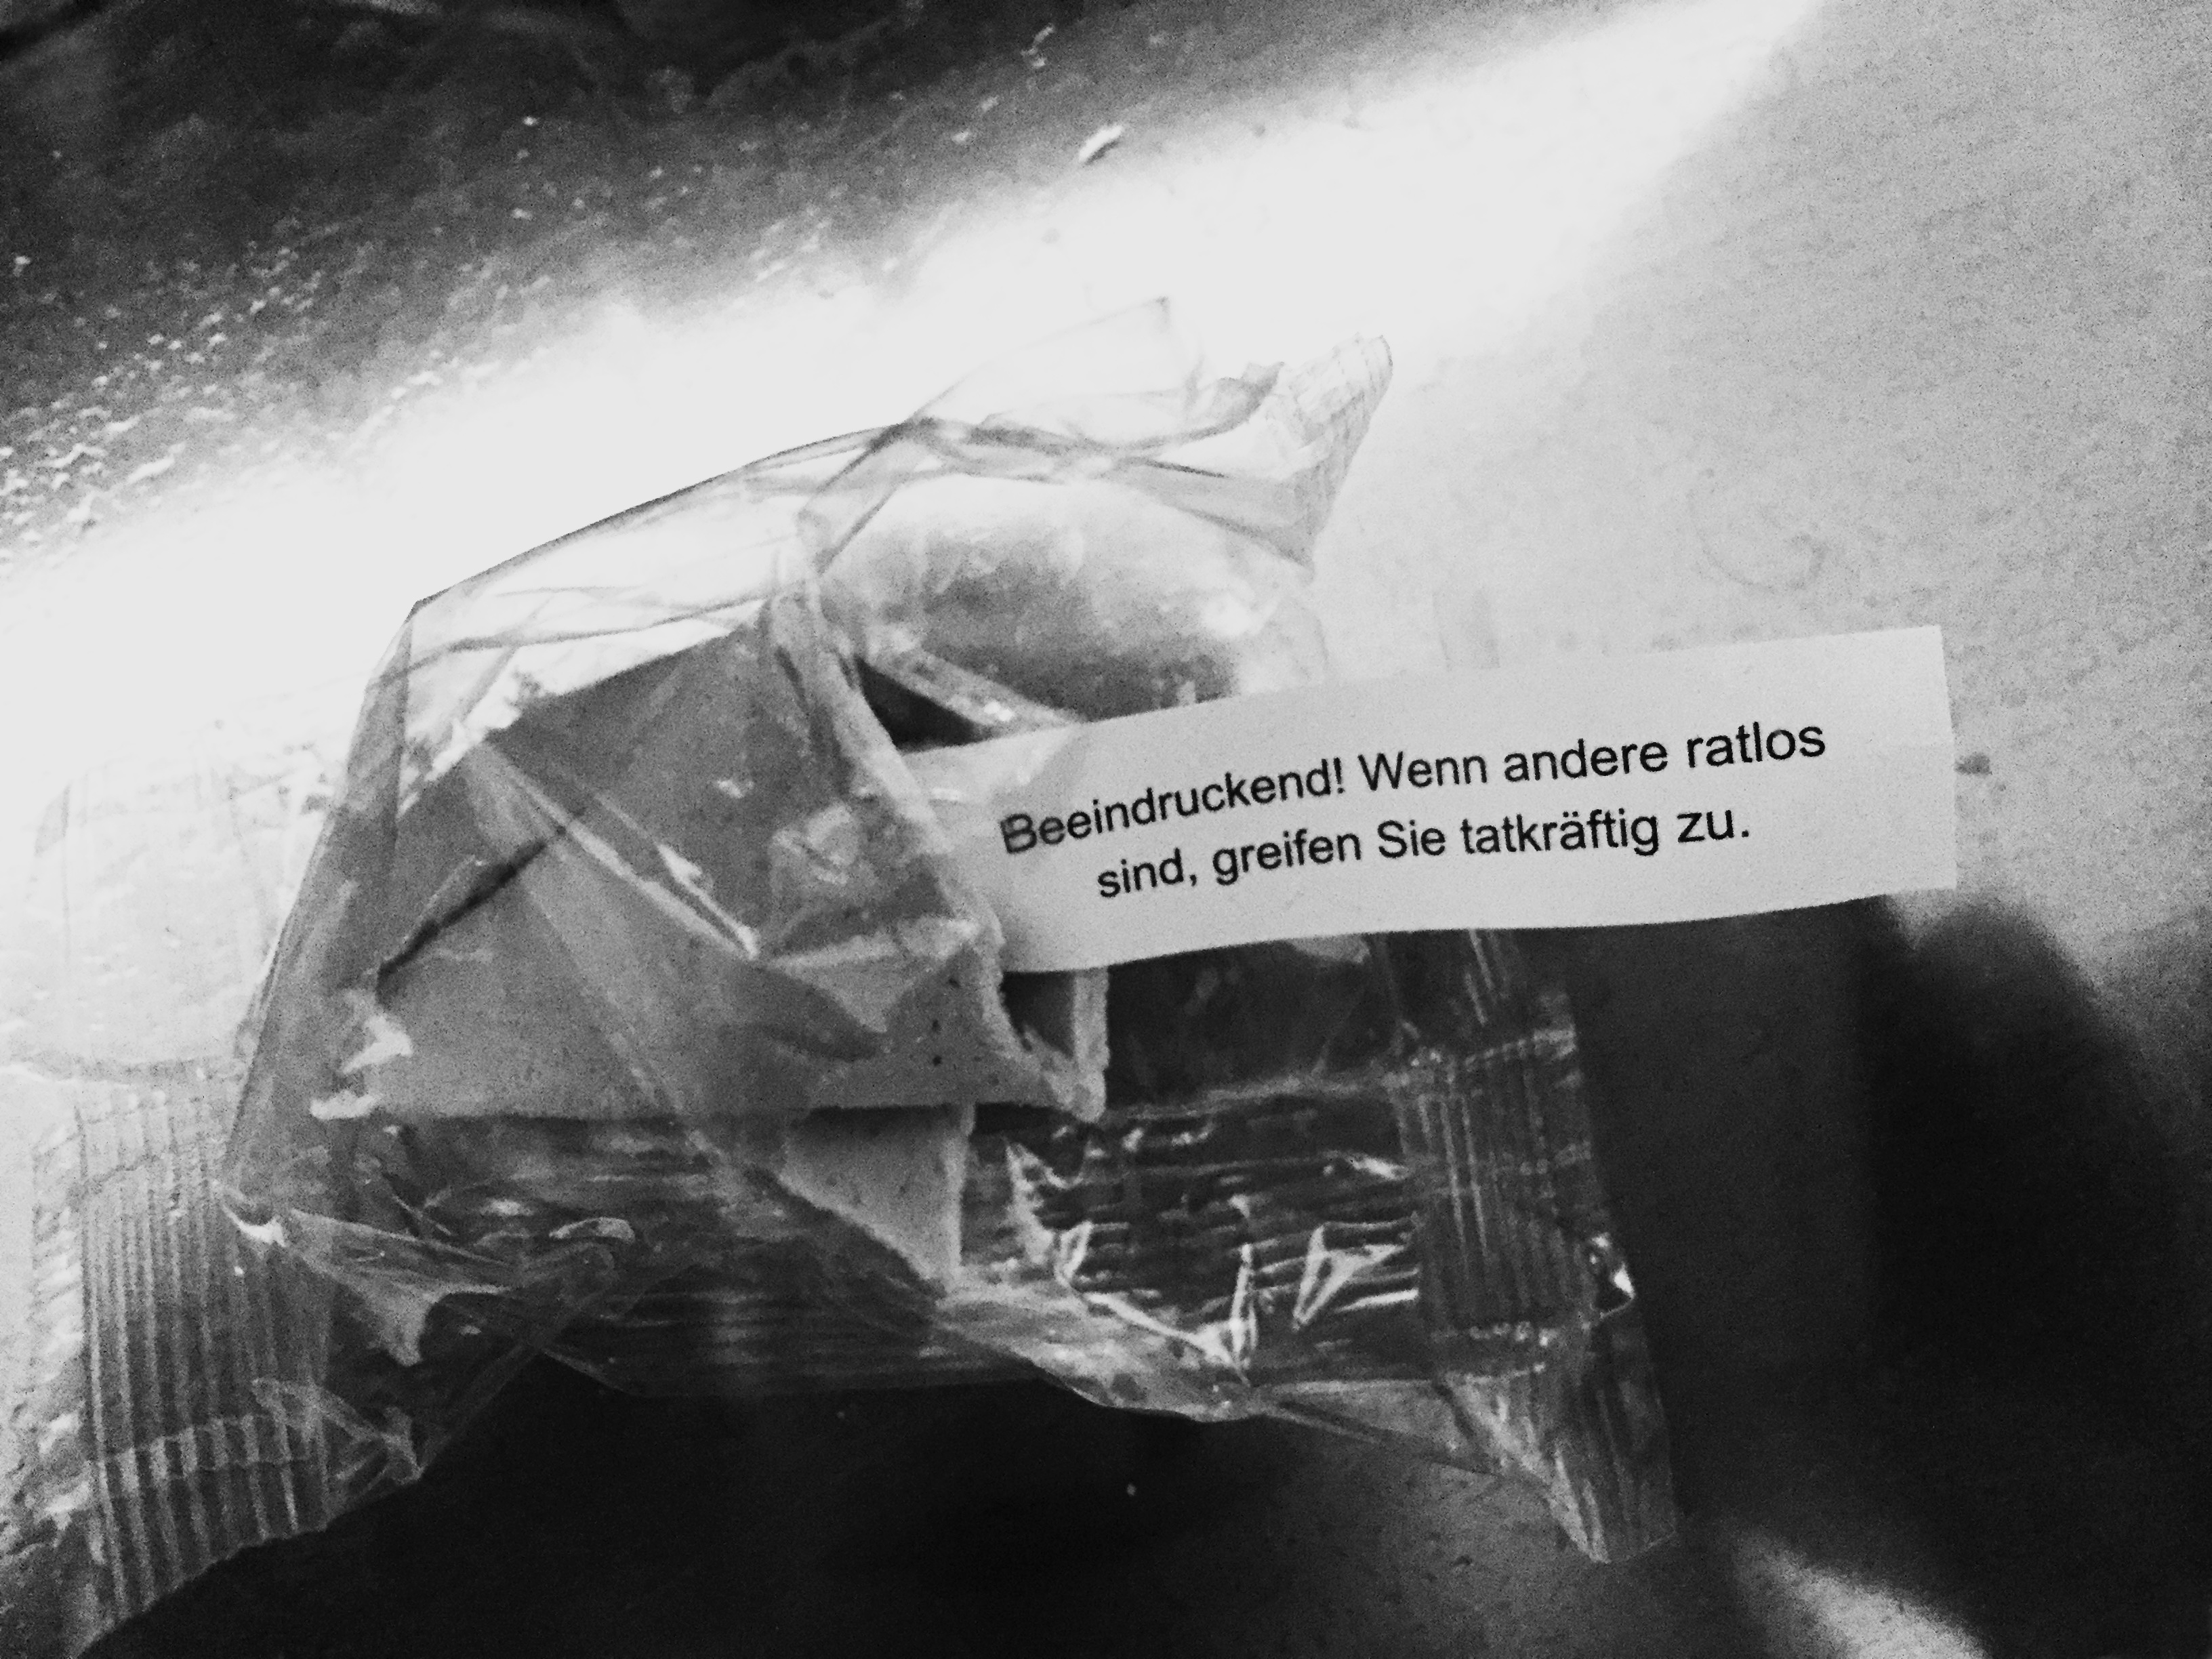 Beeindruckend! Wenn andere ratlos
sind, greifen Sie tatkräftig zu.